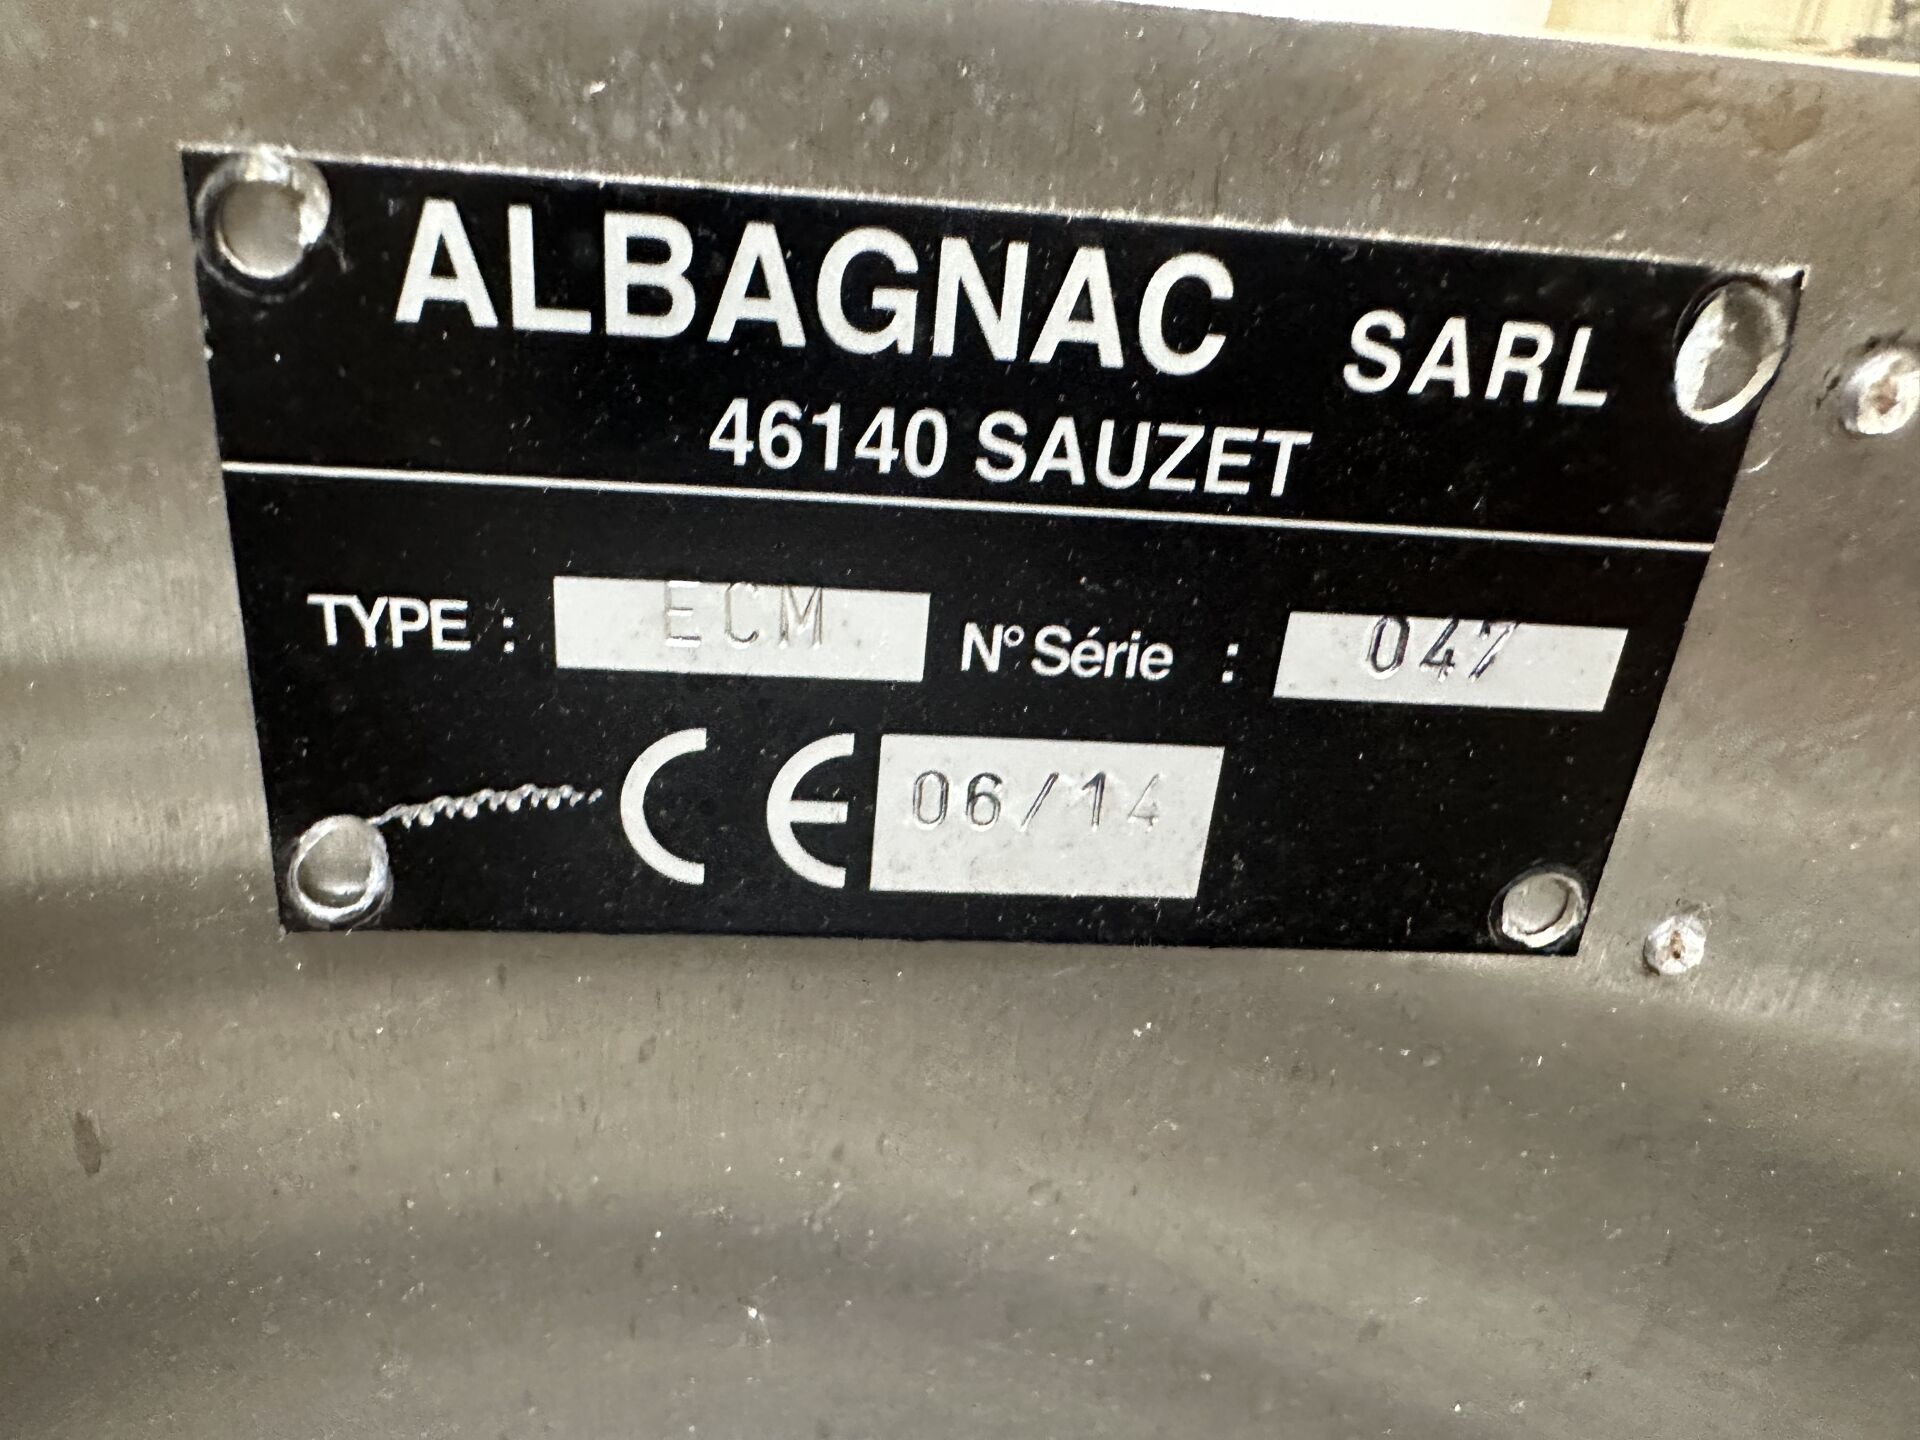 ALBAGNAC SARL
46140 SAUZET
TYPE : ECM N° Série : 047
CE 06/14